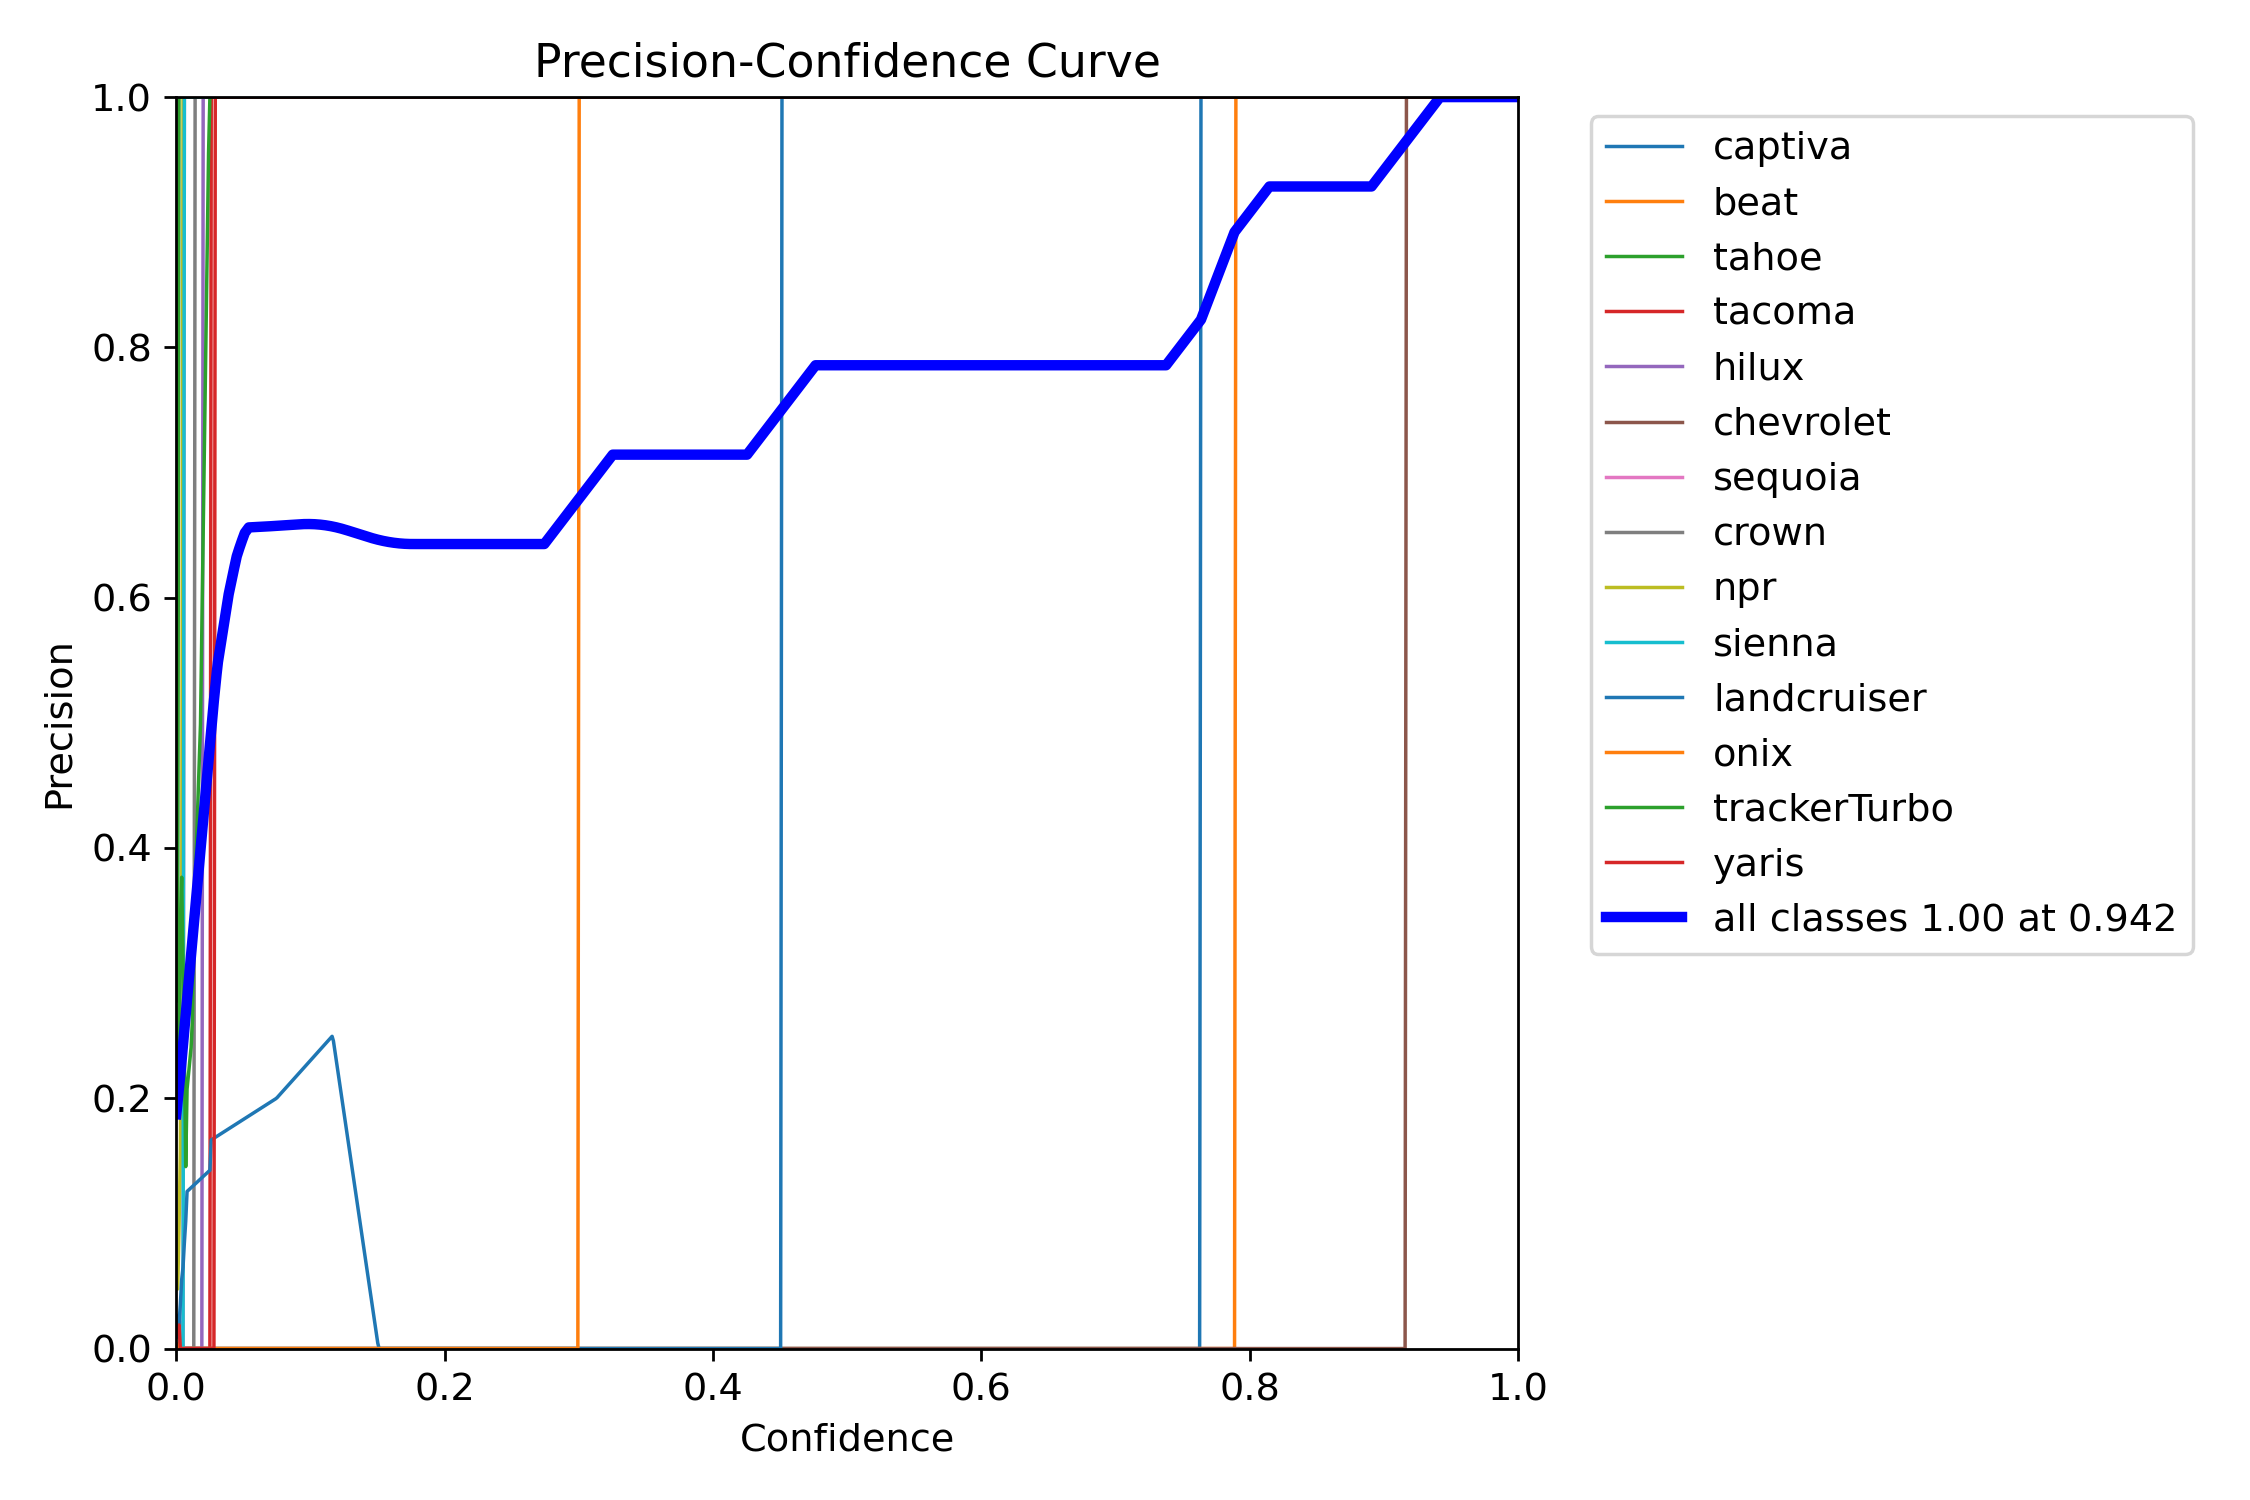 Precision-Confidence Curve
1.0
0.8
0.6
0.4
0.2
0.0
Precision
0.0 0.2 0.4 0.6 0.8 1.0
Confidence
captiva
beat
tahoe
tacoma
hilux
chevrolet
sequoia
crown
npr
sienna
landcruiser
onix
trackerTurbo
yaris
all classes 1.00 at 0.942